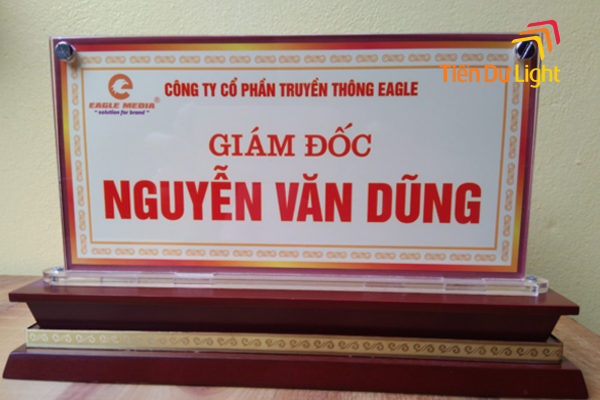 Tiến Du Light
CÔNG TY CỔ PHẦN TRUYỀN THÔNG EAGLE
EAGLE MEDIA®
" solution for brand "
GIÁM ĐỐC
NGUYỄN VĂN DŨNG